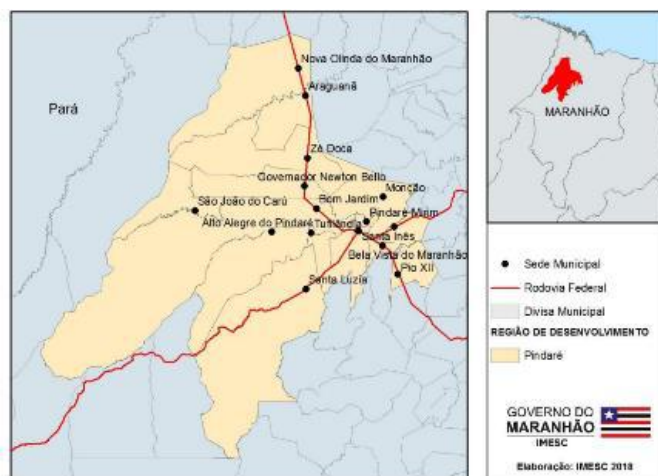 Pará
Nova Olinda do Maranhão
Araguanã
Zé Doca
Governador Newton Bello
Monção
São João do Carú
Bom Jardim
Pindaré Mirim
Alto Alegre do Pindaré
Tufilândia
Santa Inês
Bela Vista do Maranhão
Pio XII
Santa Luzia
MARANHÃO
Sede Municipal
Rodovia Federal
Divisa Municipal
REGIÃO DE DESENVOLVIMENTO
Pindaré
GOVERNO DO
MARANHÃO
IMESC
Elaboração: IMESC 2018